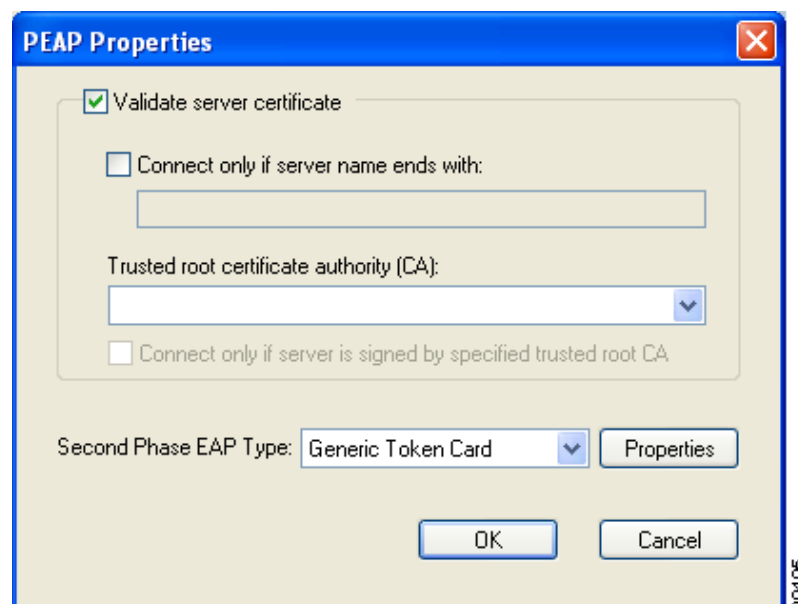 PEAP Properties
Validate server certificate
Connect only if server name ends with:
Trusted root certificate authority (CA):
Connect only if server is signed by specified trusted root CA
Second Phase EAP Type: Generic Token Card Properties
OK Cancel